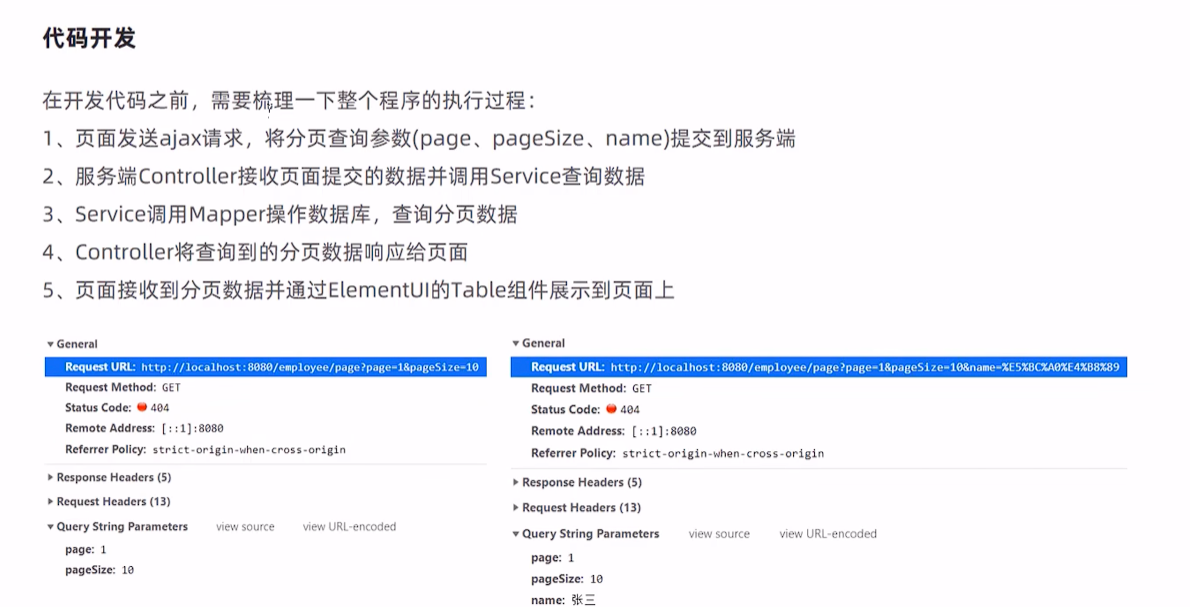 代码开发
在开发代码之前，需要梳理一下整个程序的执行过程：
1、页面发送ajax请求，将分页查询参数(page、pageSize、name)提交到服务端
2、服务端Controller接收页面提交的数据并调用Service查询数据
3、Service调用Mapper操作数据库，查询分页数据
4、Controller将查询到的分页数据响应给页面
5、页面接收到分页数据并通过ElementUI的Table组件展示到页面上
General
Request URL: http://localhost:8080/employee/page?page=1&pageSize=10
Request Method: GET
Status Code: 404
Remote Address: [::1]:8080
Referrer Policy: strict-origin-when-cross-origin
Response Headers (5)
Request Headers (13)
Query String Parameters view source view URL-encoded
page: 1
pageSize: 10
General
Request URL: http://localhost:8080/employee/page?page=1&pageSize=10&name=%E5%BC%A0%E4%B8%89
Request Method: GET
Status Code: 404
Remote Address: [::1]:8080
Referrer Policy: strict-origin-when-cross-origin
Response Headers (5)
Request Headers (13)
Query String Parameters view source view URL-encoded
page: 1
pageSize: 10
name: 张三